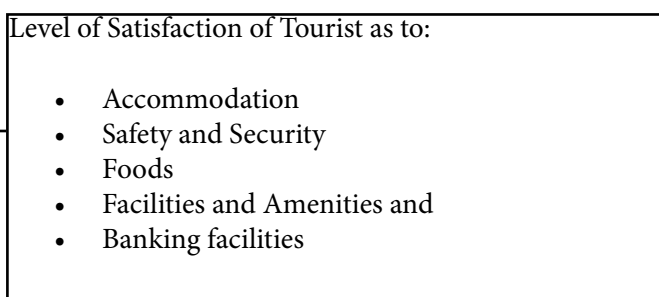 Level of Satisfaction of Tourist as to:
• Accommodation
• Safety and Security
• Foods
• Facilities and Amenities and
• Banking facilities